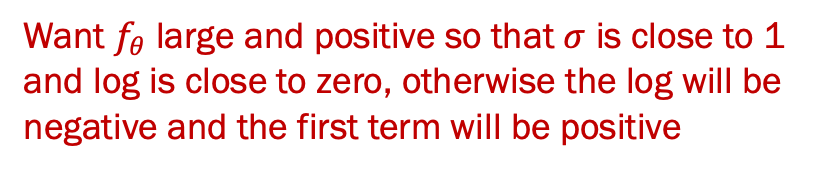 Want f_θ large and positive so that σ is close to 1
and log is close to zero, otherwise the log will be
negative and the first term will be positive